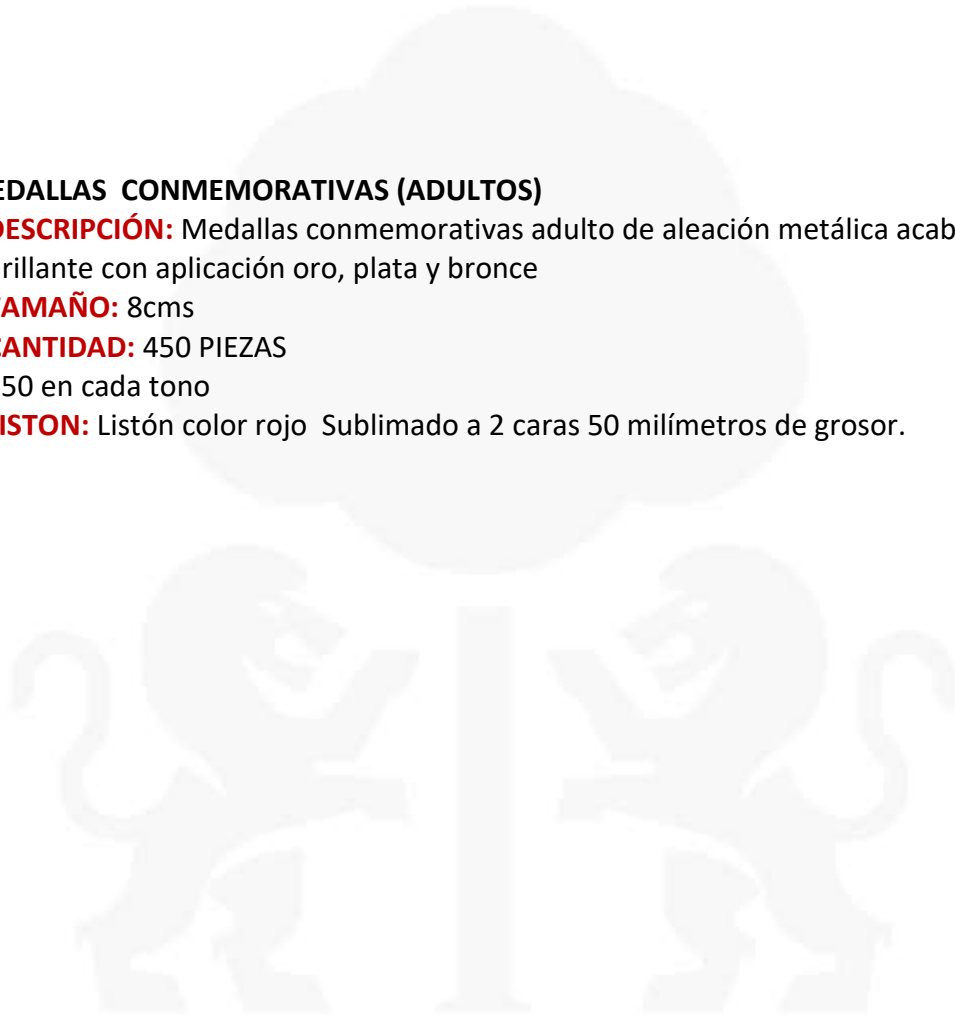 EDALLAS  CONMEMORATIVAS (ADULTOS)
DESCRIPCIÓN: Medallas conmemorativas adulto de aleación metálica acab
rillante con aplicación oro, plata y bronce
TAMAÑO: 8cms
CANTIDAD: 450 PIEZAS
50 en cada tono
ISTON: Listón color rojo  Sublimado a 2 caras 50 milímetros de grosor.